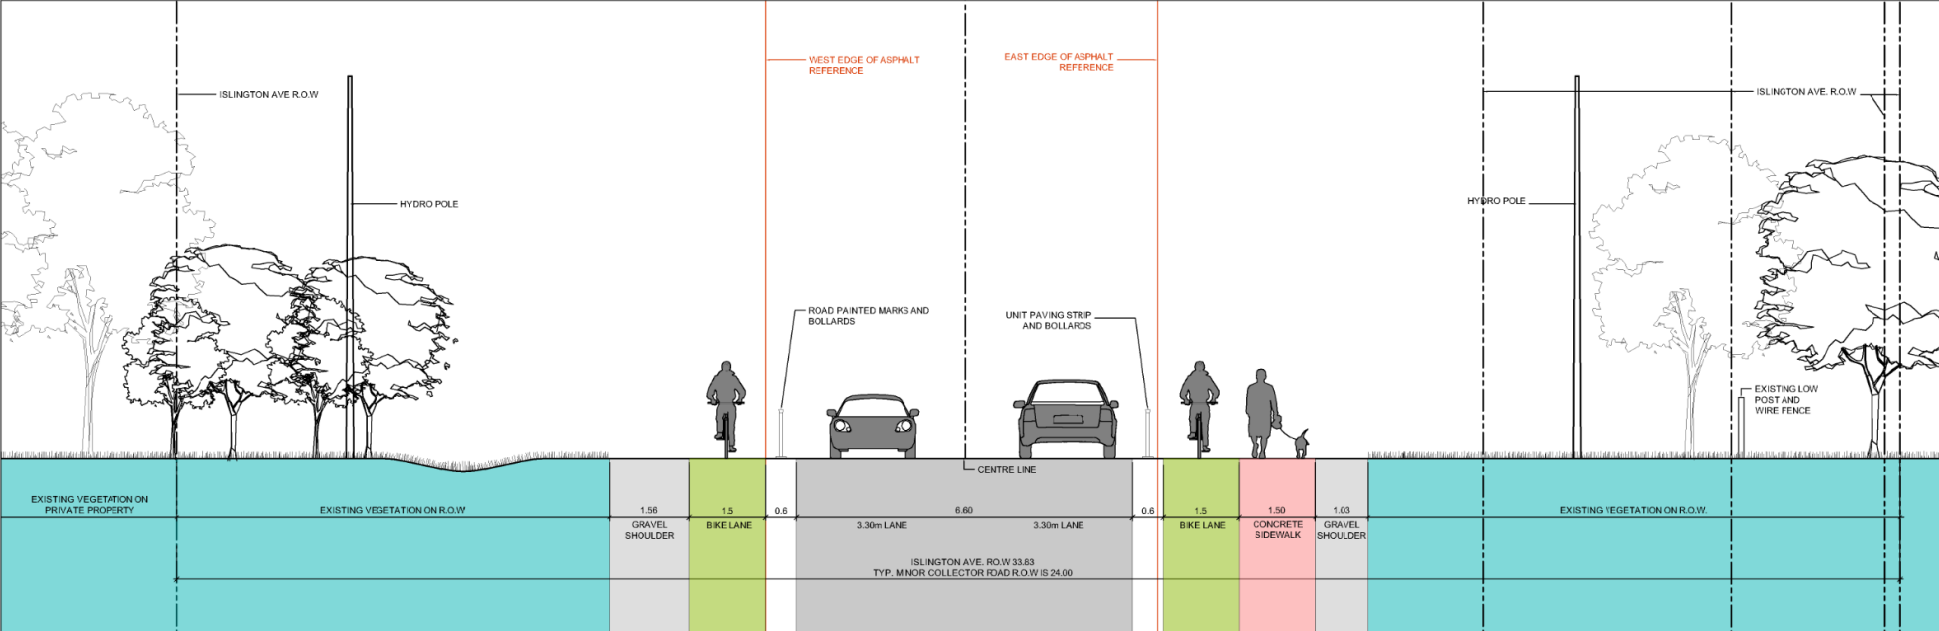 WEST EDGE OF ASPHALT
REFERENCE
EAST EDGE OF ASPHALT
REFERENCE
ISLINGTON AVE R.O.W
ISLINGTON AVE. R.O.W
HYDRO POLE
HYDRO POLE
ROAD PAINTED MARKS AND
BOLLARDS
UNIT PAVING STRIP
AND BOLLARDS
EXISTING LOW
POST AND
WIRE FENCE
CENTRE LINE
EXISTING VEGETATION ON
PRIVATE PROPERTY
EXISTING VEGETATION ON R.O.W
1.56
GRAVEL
SHOULDER
1.5
BIKE LANE
0.6
6.60
3.30m LANE
3.30m LANE
0.6
1.5
BIKE LANE
1.50
CONCRETE
SIDEWALK
1.03
GRAVEL
SHOULDER
EXISTING VEGETATION ON R.O.W.
ISLINGTON AVE. RO.W 33.83
TYP. MINOR COLLECTOR ROAD R.O.W IS 24.00